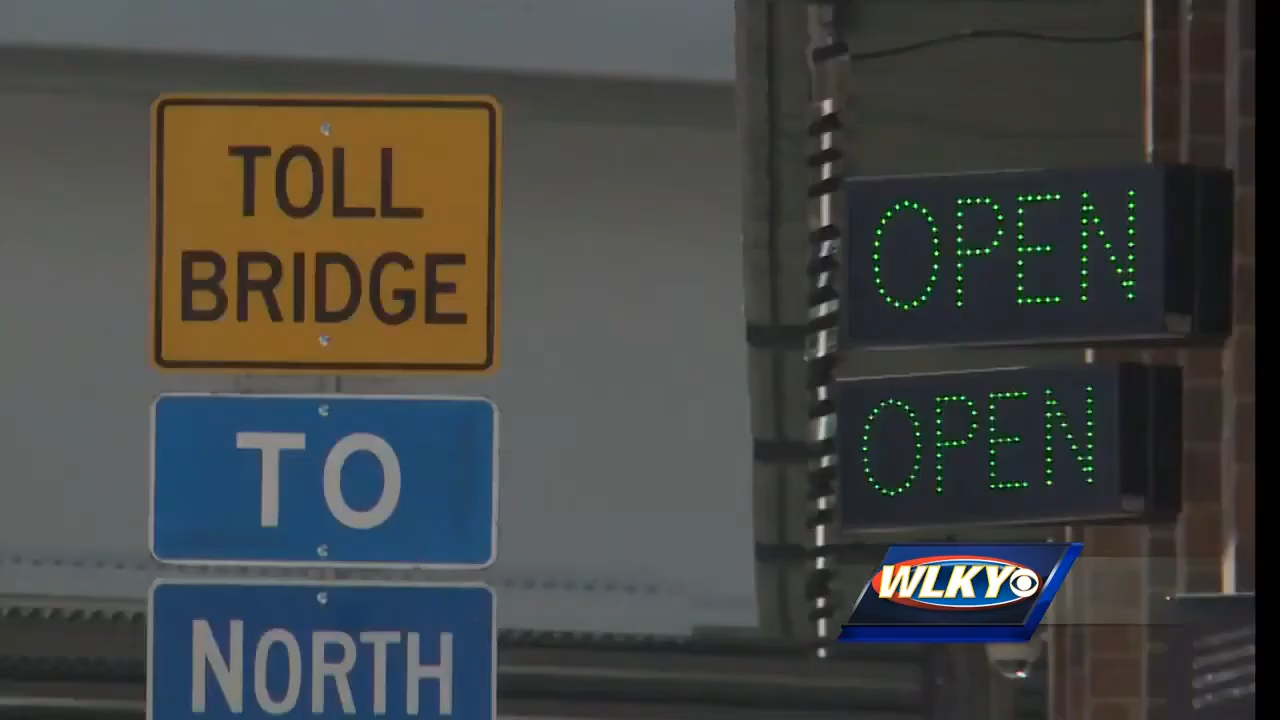 TOLL
BRIDGE
TO
NORTH
OPEN
OPEN
WLKY